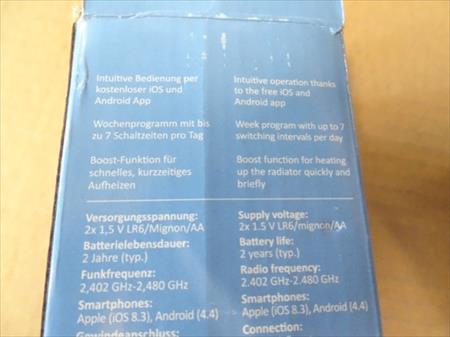 Intuitive Bedienung per
kostenloser iOS und
Android App
Wochenprogramm mit bis
zu 7 Schaltzeiten pro Tag
Boost-Funktion für
schnelles, kurzzeitiges
Aufheizen
Versorgungsspannung:
2x 1,5 V LR6/Mignon/AA
Batterielebensdauer:
2 Jahre (typ.)
Funkfrequenz:
2,402 GHz-2,480 GHz
Smartphones:
Apple (iOS 8.3), Android (4.4)
Gewindeanschluss:
Intuitive operation thanks
to the free iOS and
Android app
Week program with up to 7
switching intervals per day
Boost function for heating
up the radiator quickly and
briefly
Supply voltage:
2x 1.5 V LR6/mignon/AA
Battery life:
2 years (typ.)
Radio frequency:
2.402 GHz-2.480 GHz
Smartphones:
Apple (iOS 8.3), Android (4.4)
Connection: